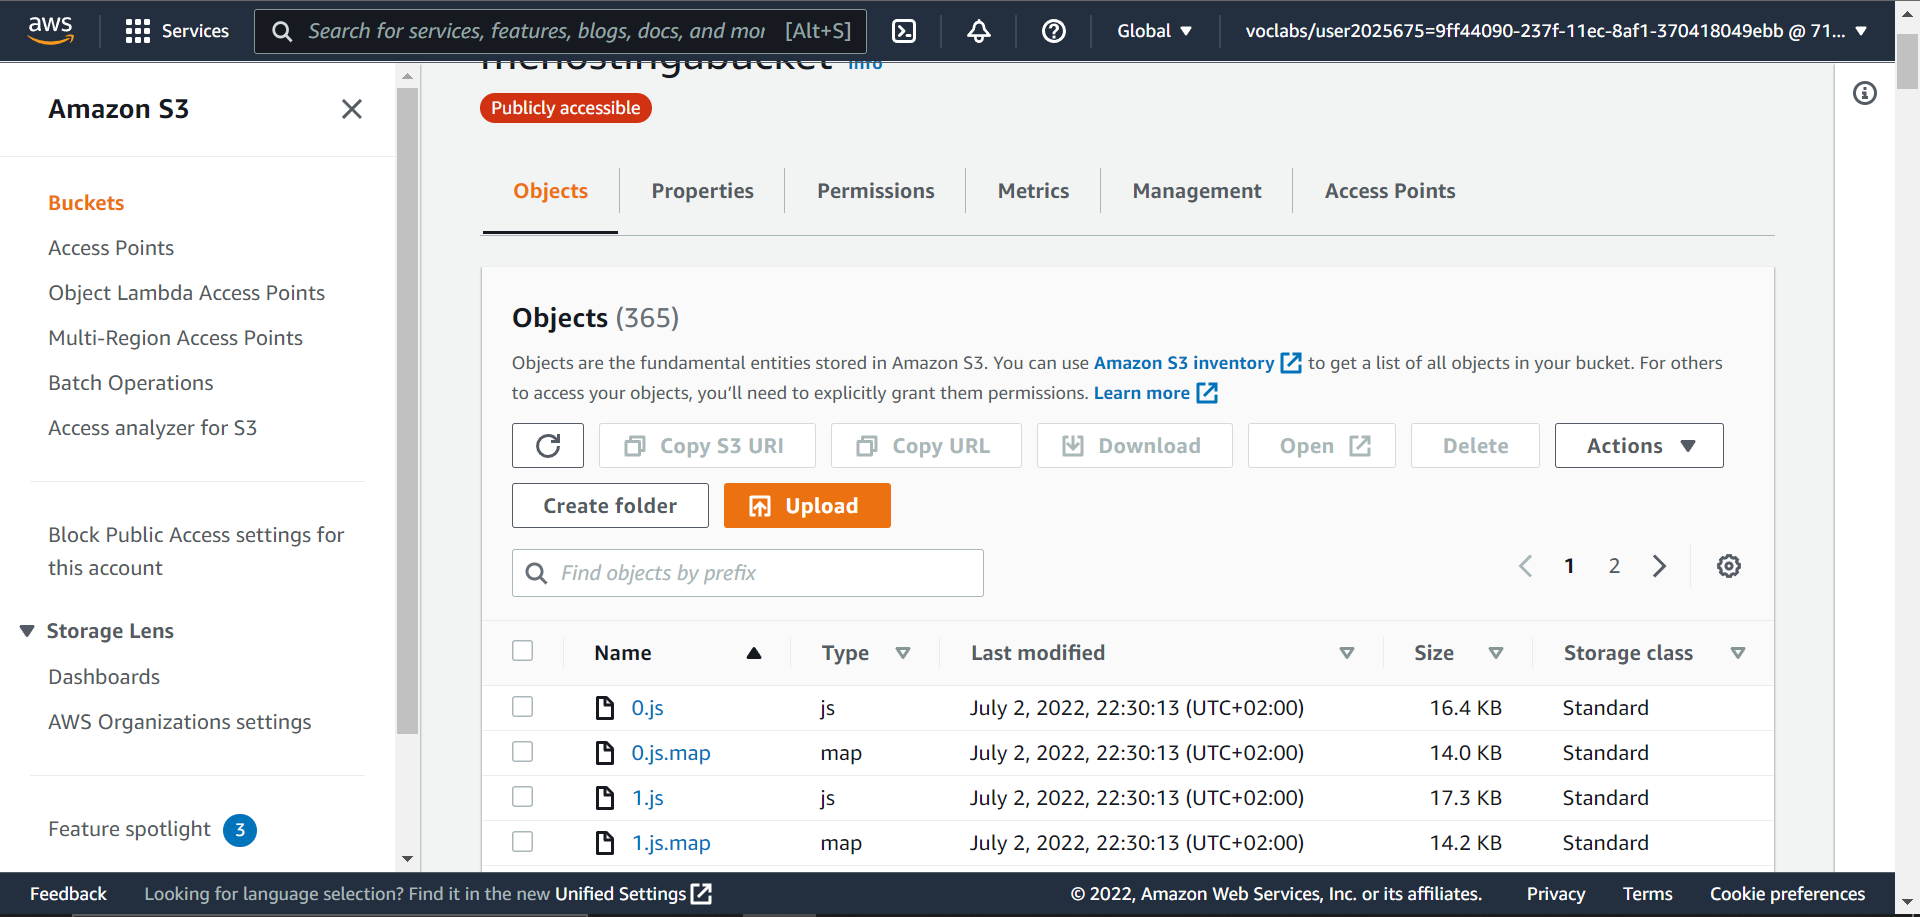 aws
Services
Search for services, features, blogs, docs, and mor [Alt+S]
Global
voclabs/user2025675=9ff44090-237f-11ec-8af1-370418049ebb @ 71...
Amazon S3
Buckets
Access Points
Object Lambda Access Points
Multi-Region Access Points
Batch Operations
Access analyzer for S3
Block Public Access settings for
this account
Storage Lens
Dashboards
AWS Organizations settings
Feature spotlight 3
Info
Publicly accessible
Objects
Properties
Permissions
Metrics
Management
Access Points
Objects (365)
Objects are the fundamental entities stored in Amazon S3. You can use Amazon S3 inventory to get a list of all objects in your bucket. For others
to access your objects, you’ll need to explicitly grant them permissions. Learn more
Copy S3 URI
Copy URL
Download
Open
Delete
Actions
Create folder
Upload
Find objects by prefix
1 2
Name Type Last modified Size Storage class
0.js js July 2, 2022, 22:30:13 (UTC+02:00) 16.4 KB Standard
0.js.map map July 2, 2022, 22:30:13 (UTC+02:00) 14.0 KB Standard
1.js js July 2, 2022, 22:30:13 (UTC+02:00) 17.3 KB Standard
1.js.map map July 2, 2022, 22:30:13 (UTC+02:00) 14.2 KB Standard
Feedback
Looking for language selection? Find it in the new Unified Settings
© 2022, Amazon Web Services, Inc. or its affiliates.
Privacy
Terms
Cookie preferences